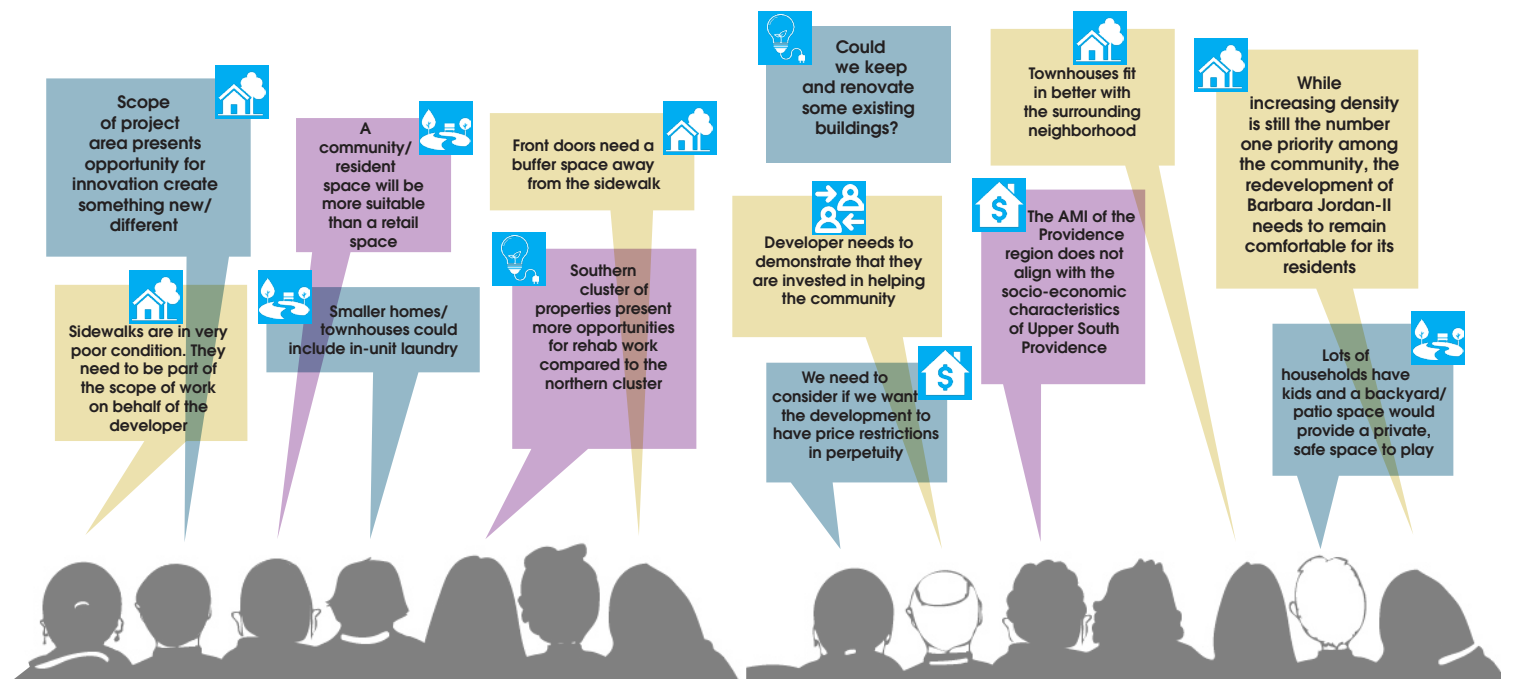 Scope
of project
area presents
opportunity for
innovation create
something new/
different
A
community/
resident
space will be
more suitable
than a retail
space
Front doors need a
buffer space away
from the sidewalk
Sidewalks are in very
poor condition. They
need to be part of
the scope of work
on behalf of the
developer
Smaller homes/
townhouses could
include in-unit laundry
Southern
cluster of
properties present
more opportunities
for rehab work
compared to the
northern cluster
Could
we keep
and renovate
some existing
buildings?
Townhouses fit
in better with
the surrounding
neighborhood
While
increasing density
is still the number
one priority among
the community, the
redevelopment of
Barbara Jordan-II
needs to remain
comfortable for its
residents
Developer needs to
demonstrate that they
are invested in helping
the community
$
The AMI of the
Providence
region does not
align with the
socio-economic
characteristics
of Upper South
Providence
$
We need to
consider if we want
the development to
have price restrictions
in perpetuity
Lots of
households have
kids and a backyard/
patio space would
provide a private,
safe space to play